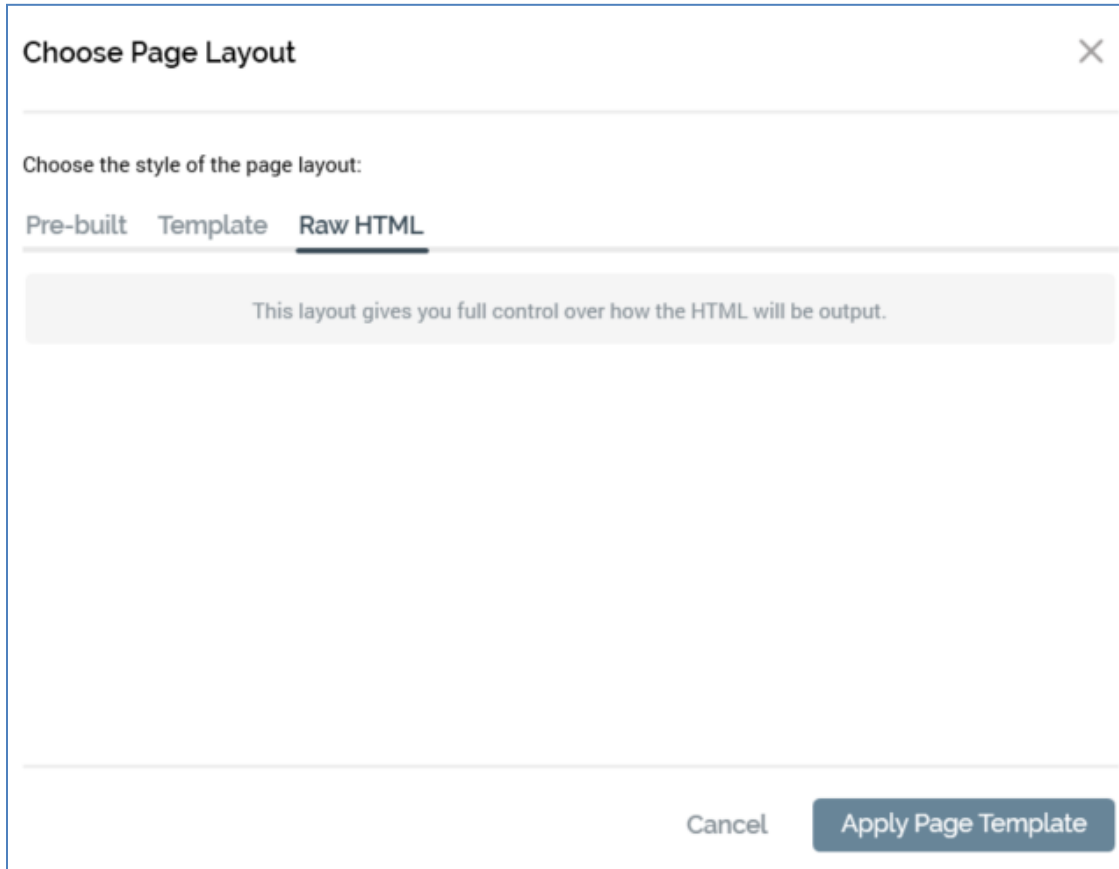 Choose Page Layout
Choose the style of the page layout:
Pre-built Template Raw HTML
This layout gives you full control over how the HTML will be output.
Cancel Apply Page Template